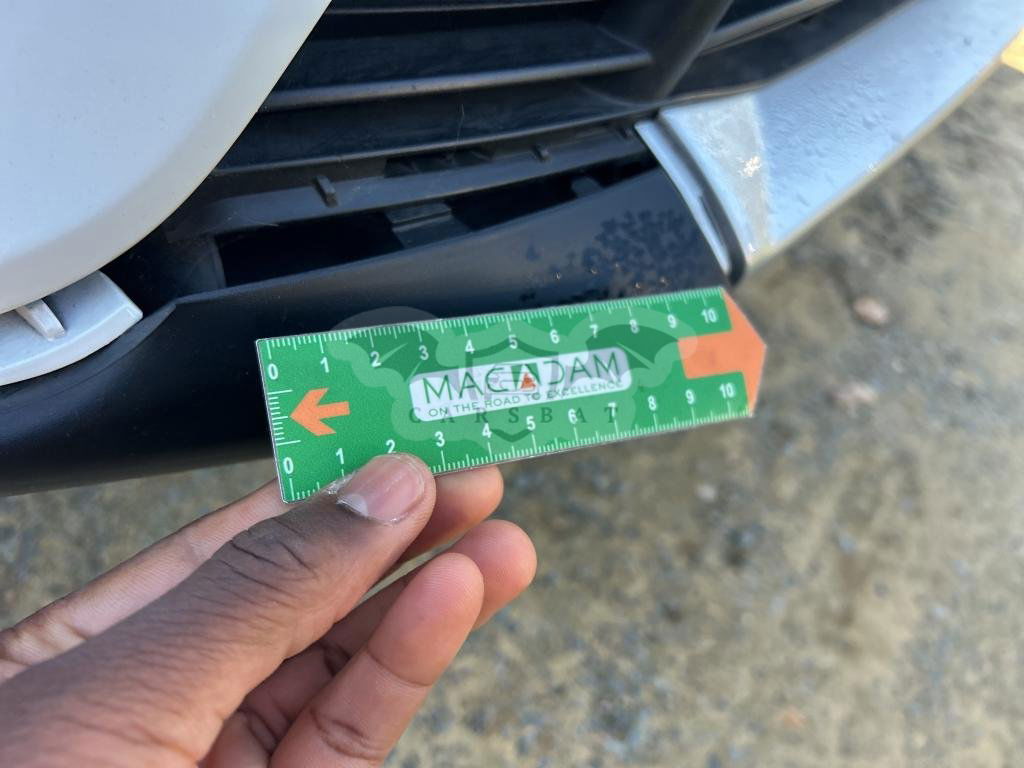 0 1 2 3 4 5 6 7 8 9 10
MACADAM
ON THE ROAD TO EXCELLENCE
CARSBAT
0 1 2 3 4 5 6 7 8 9 10